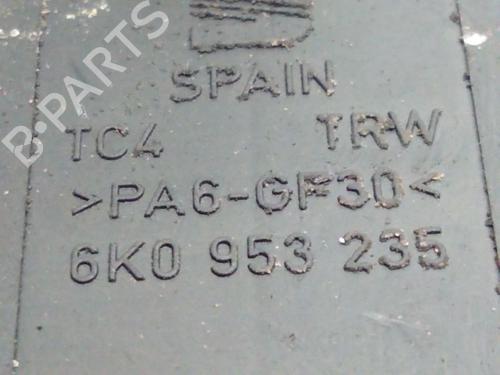 B-PARTS
SPAIN
TC4 TRW
>PA6-GF30<
6K0 953 235